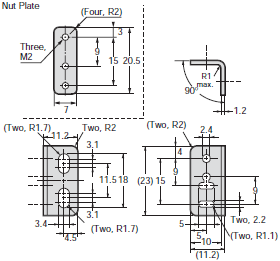 Nut Plate
(Four, R2)
3
Three,
M2
9
15
20.5
7
R1
max.
90°
1.2
(Two, R1.7)
11.2
Two, R2
3.1
11.5
18
3.1
3.4
4.5
(Two, R1.7)
(Two, R2)
2.4
4
9
(23)
15
9
5
Two, 2.2
5
10
(Two, R1.1)
(11.2)